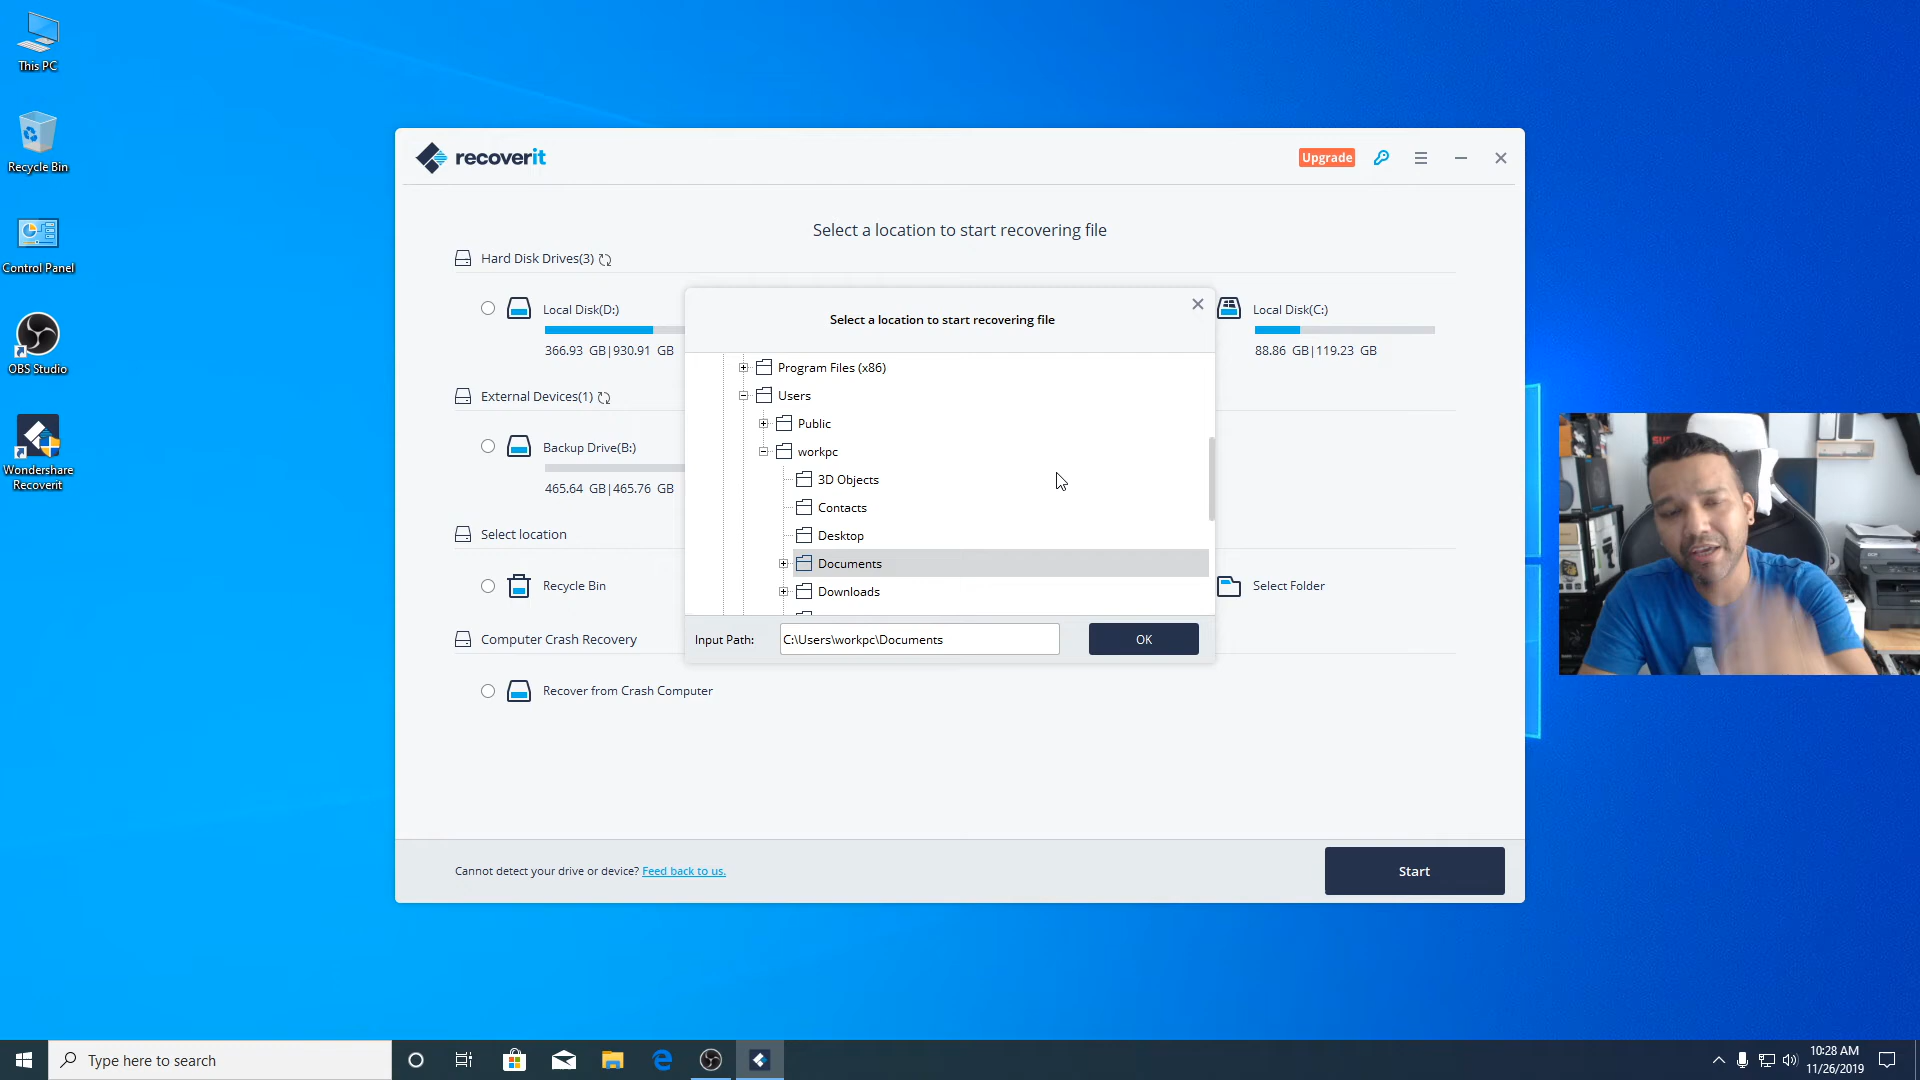 This PC
Recycle Bin
Control Panel
OBS Studio
Wondershare
Recoverit
recoverit
Upgrade
Select a location to start recovering file
Hard Disk Drives(3)
Local Disk(D:)
366.93 GB|930.91 GB
Local Disk(C:)
88.86 GB|119.23 GB
External Devices(1)
Backup Drive(B:)
465.64 GB|465.76 GB
Select location
Recycle Bin
Select Folder
Computer Crash Recovery
Recover from Crash Computer
Select a location to start recovering file
Program Files (x86)
Users
Public
workpc
3D Objects
Contacts
Desktop
Documents
Downloads
Input Path:
C:\Users\workpc\Documents
OK
Cannot detect your drive or device? Feed back to us.
Start
Type here to search
10:28 AM
11/26/2019